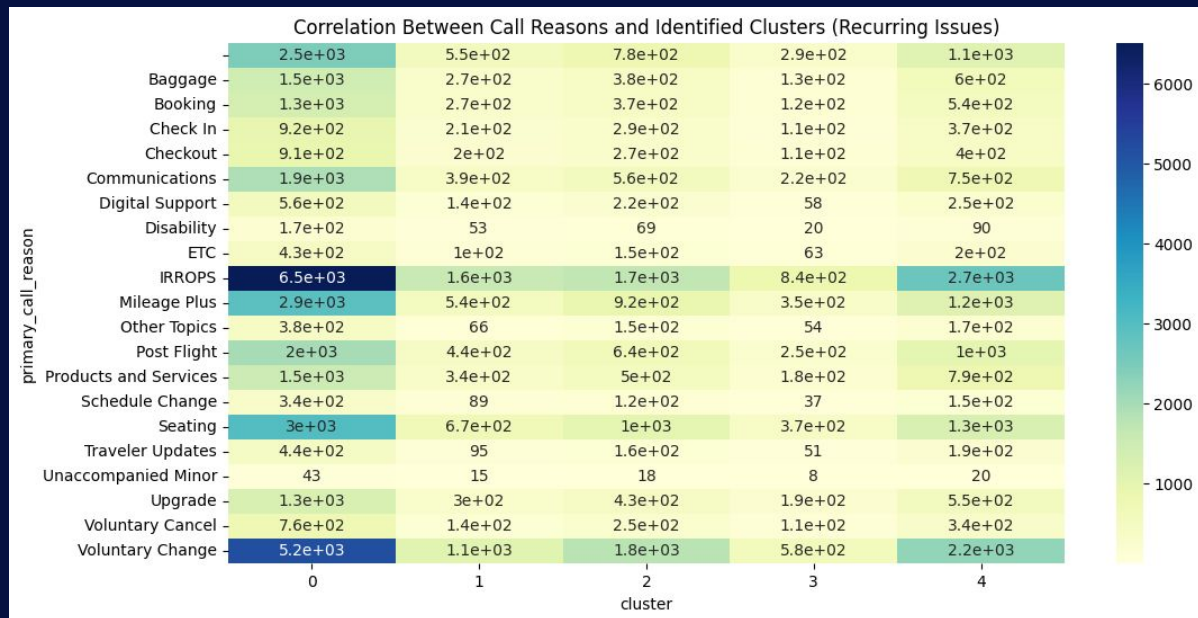 Correlation Between Call Reasons and Identified Clusters (Recurring Issues)
2.5e+03 5.5e+02 7.8e+02 2.9e+02 1.1e+03
Baggage 1.5e+03 2.7e+02 3.8e+02 1.3e+02 6e+02
Booking 1.3e+03 2.7e+02 3.7e+02 1.2e+02 5.4e+02
Check In 9.2e+02 2.1e+02 2.9e+02 1.1e+02 3.7e+02
Checkout 9.1e+02 2e+02 2.7e+02 1.1e+02 4e+02
Communications 1.9e+03 3.9e+02 5.6e+02 2.2e+02 7.5e+02
Digital Support 5.6e+02 1.4e+02 2.2e+02 58 2.5e+02
Disability 1.7e+02 53 69 20 90
ETC 4.3e+02 1e+02 1.5e+02 63 2e+02
IRROPS 6.5e+03 1.6e+03 1.7e+03 8.4e+02 2.7e+03
Mileage Plus 2.9e+03 5.4e+02 9.2e+02 3.5e+02 1.2e+03
Other Topics 3.8e+02 66 1.5e+02 54 1.7e+02
Post Flight 2e+03 4.4e+02 6.4e+02 2.5e+02 1e+03
Products and Services 1.5e+03 3.4e+02 5e+02 1.8e+02 7.9e+02
Schedule Change 3.4e+02 89 1.2e+02 37 1.5e+02
Seating 3e+03 6.7e+02 1e+03 3.7e+02 1.3e+03
Traveler Updates 4.4e+02 95 1.6e+02 51 1.9e+02
Unaccompanied Minor 43 15 18 8 20
Upgrade 1.3e+03 3e+02 4.3e+02 1.9e+02 5.5e+02
Voluntary Cancel 7.6e+02 1.4e+02 2.5e+02 1.1e+02 3.4e+02
Voluntary Change 5.2e+03 1.1e+03 1.8e+03 5.8e+02 2.2e+03
0 1 2 3 4
cluster
primary_call_reason
6000
5000
4000
3000
2000
1000